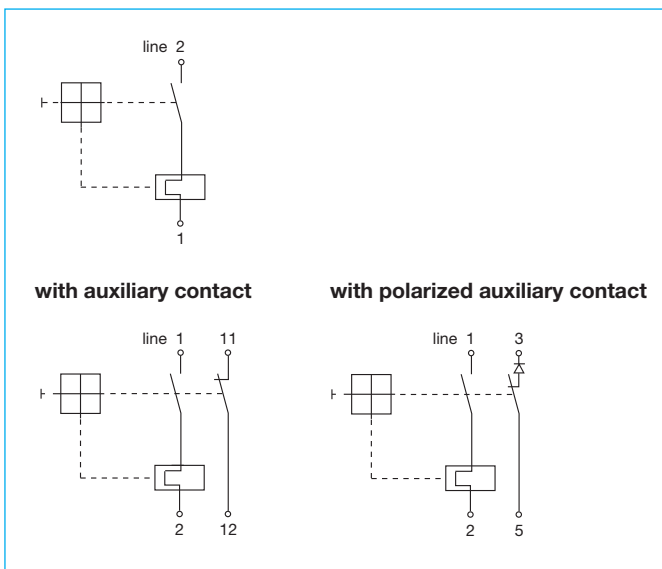 line 2
1
with auxiliary contact
with polarized auxiliary contact
line 1 11
line 1 3
2 12
2 5